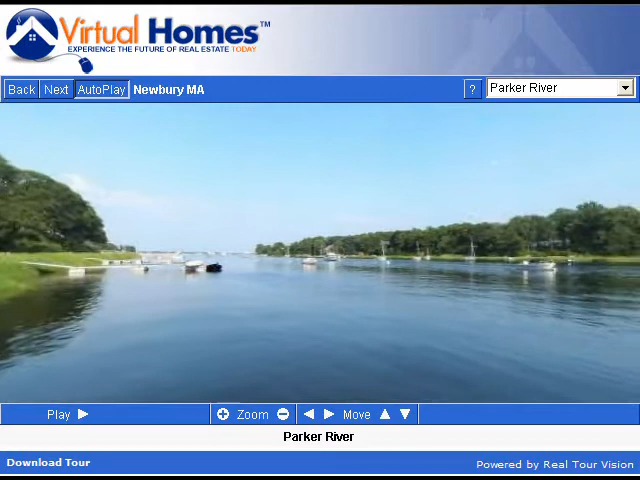 Virtual Homes™
EXPERIENCE THE FUTURE OF REAL ESTATE TODAY
Back Next AutoPlay Newbury MA ? Parker River
Play Zoom Move
Parker River
Download Tour Powered by Real Tour Vision